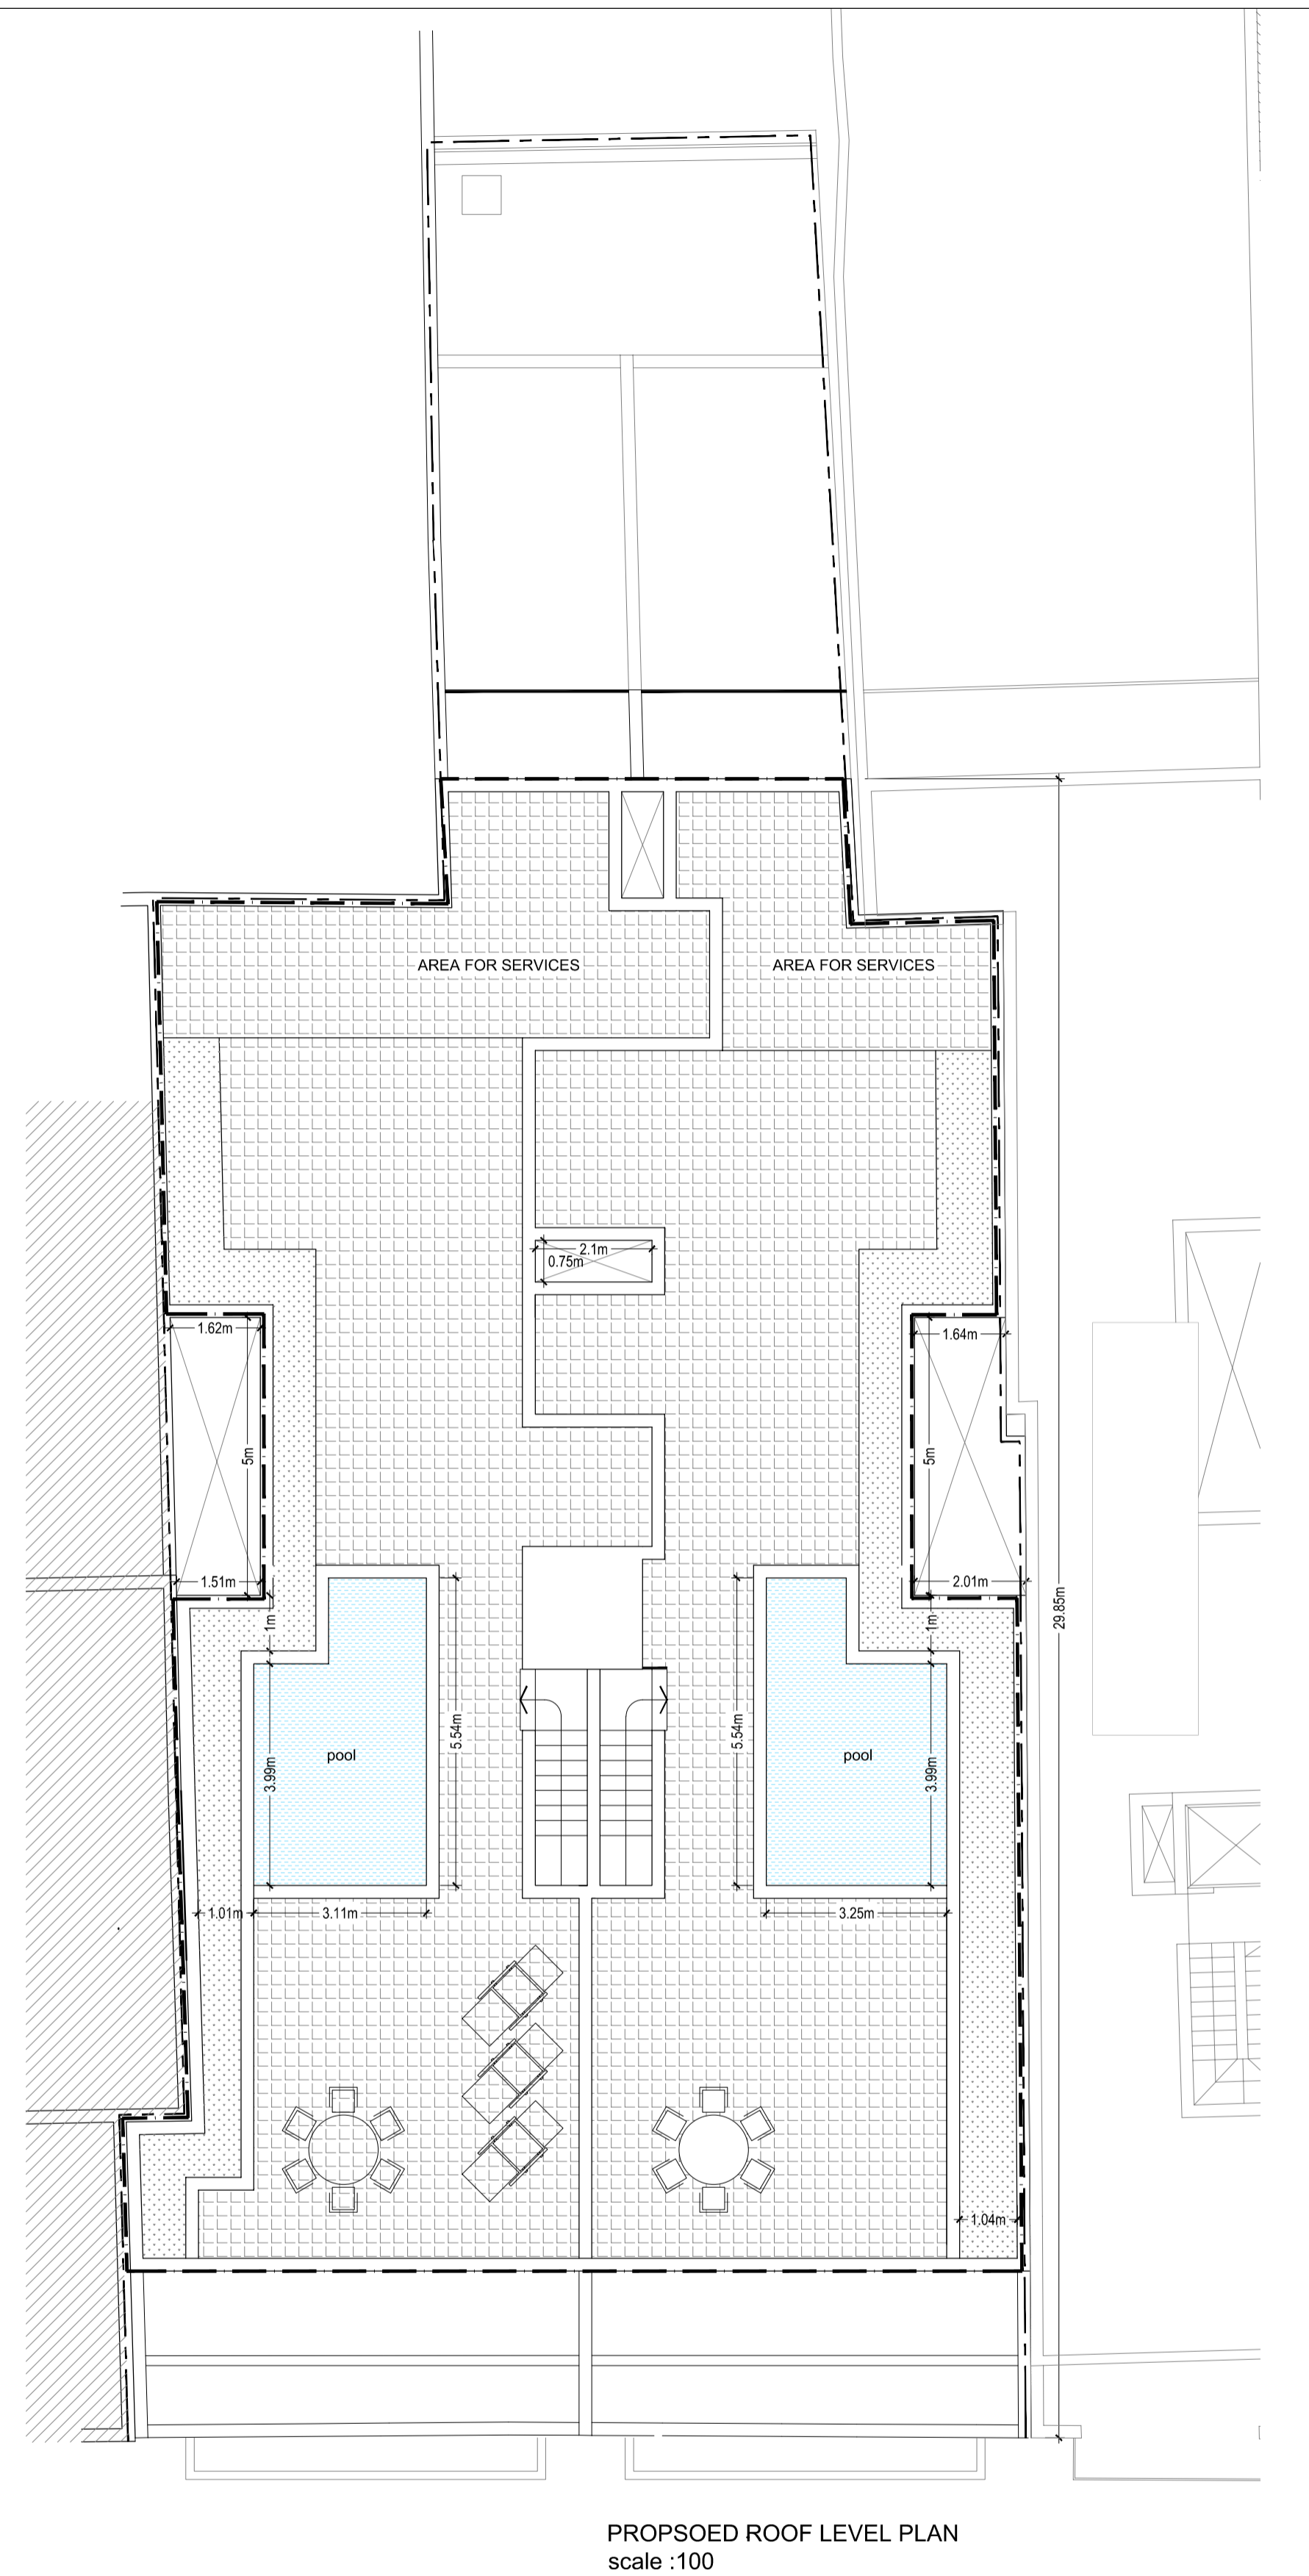 AREA FOR SERVICES
AREA FOR SERVICES
2.1m
0.75m
1.62m
1.64m
5m
5m
1.51m
2.01m
29.85m
1m
1m
5.54m
5.54m
pool
pool
3.99m
3.99m
1.01m
3.11m
3.25m
1.04m
PROPSOED ROOF LEVEL PLAN
scale :100